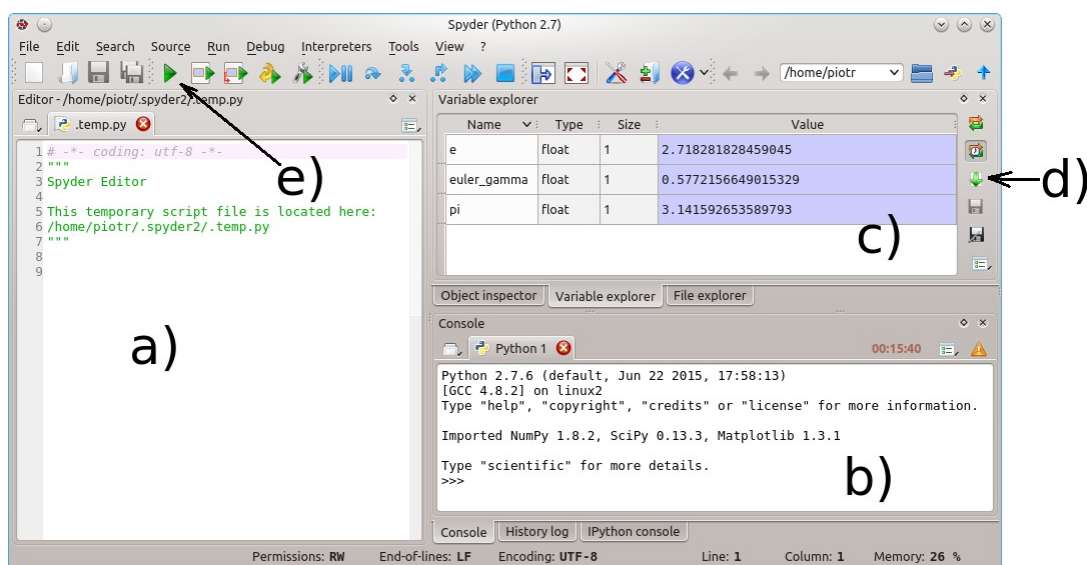 Spyder (Python 2.7)
File Edit Search Source Run Debug Interpreters Tools View ?
/home/piotr
Editor - /home/piotr/.spyder2/.temp.py
.temp.py
1 # -*- coding: utf-8 -*-
2 """
3 Spyder Editor
4
5 This temporary script file is located here:
6 /home/piotr/.spyder2/.temp.py
7 """
8
9
a)
e)
Variable explorer
Name Type Size Value
e float 1 2.718281828459045
euler_gamma float 1 0.5772156649015329
pi float 1 3.141592653589793
c)
d)
Object inspector Variable explorer File explorer
Console
Python 1 00:15:40
Python 2.7.6 (default, Jun 22 2015, 17:58:13)
[GCC 4.8.2] on linux2
Type "help", "copyright", "credits" or "license" for more information.
Imported NumPy 1.8.2, SciPy 0.13.3, Matplotlib 1.3.1
Type "scientific" for more details.
>>>
b)
Console History log IPython console
Permissions: RW End-of-lines: LF Encoding: UTF-8 Line: 1 Column: 1 Memory: 26 %